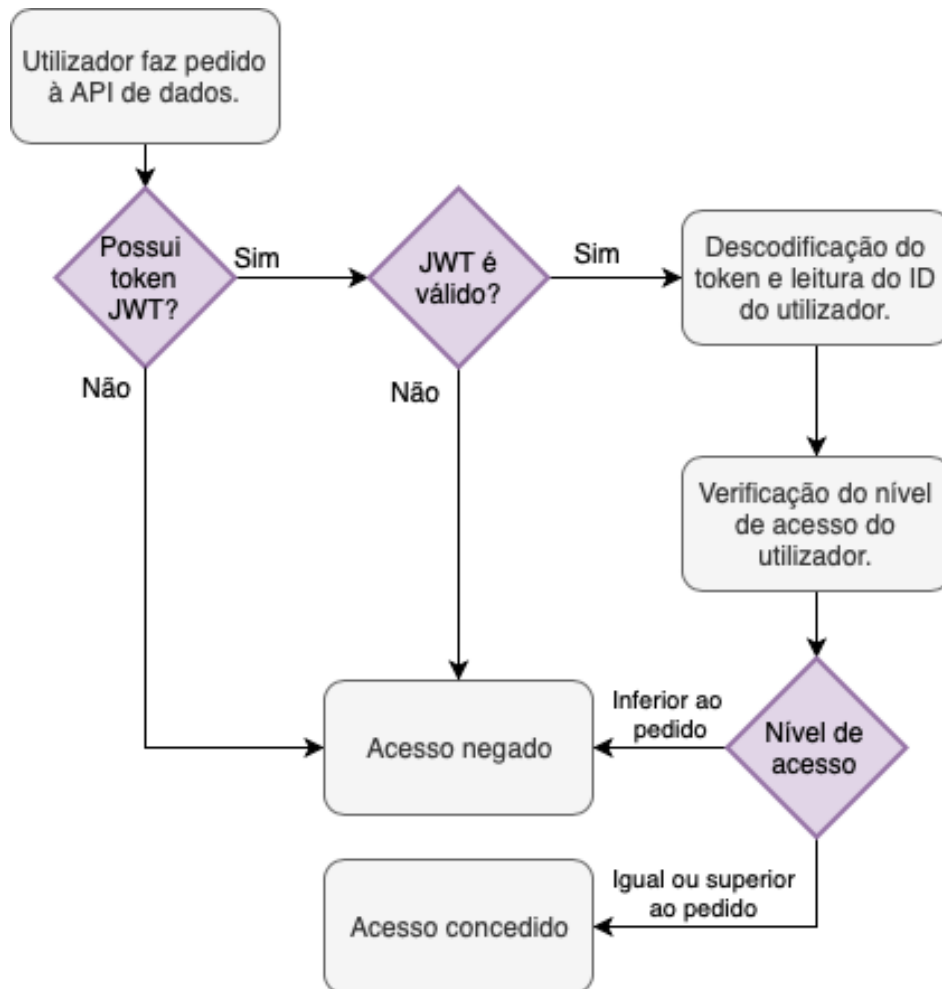 Utilizador faz pedido
à API de dados.
Possui
token
JWT?
Sim
JWT é
válido?
Sim
Descodificação do
token e leitura do ID
do utilizador.
Não
Não
Verificação do nível
de acesso do
utilizador.
Inferior ao
pedido
Nível de
acesso
Acesso negado
Igual ou superior
ao pedido
Acesso concedido